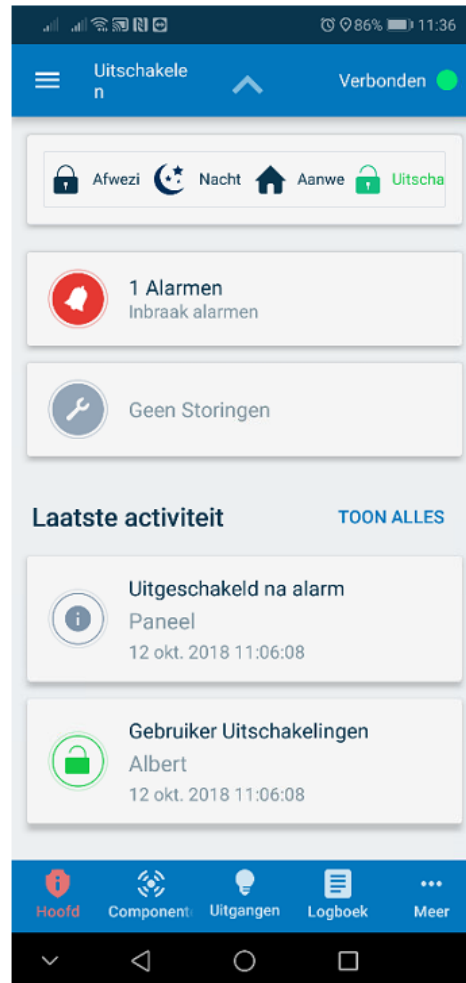 86% 11:36
Uitschakele
n
Verbonden
Afwezi Nacht Aanwe Uitscha
1 Alarmen
Inbraak alarmen
Geen Storingen
Laatste activiteit TOON ALLES
Uitgeschakeld na alarm
Paneel
12 okt. 2018 11:06:08
Gebruiker Uitschakelingen
Albert
12 okt. 2018 11:06:08
Hoofd Component Uitgangen Logboek Meer